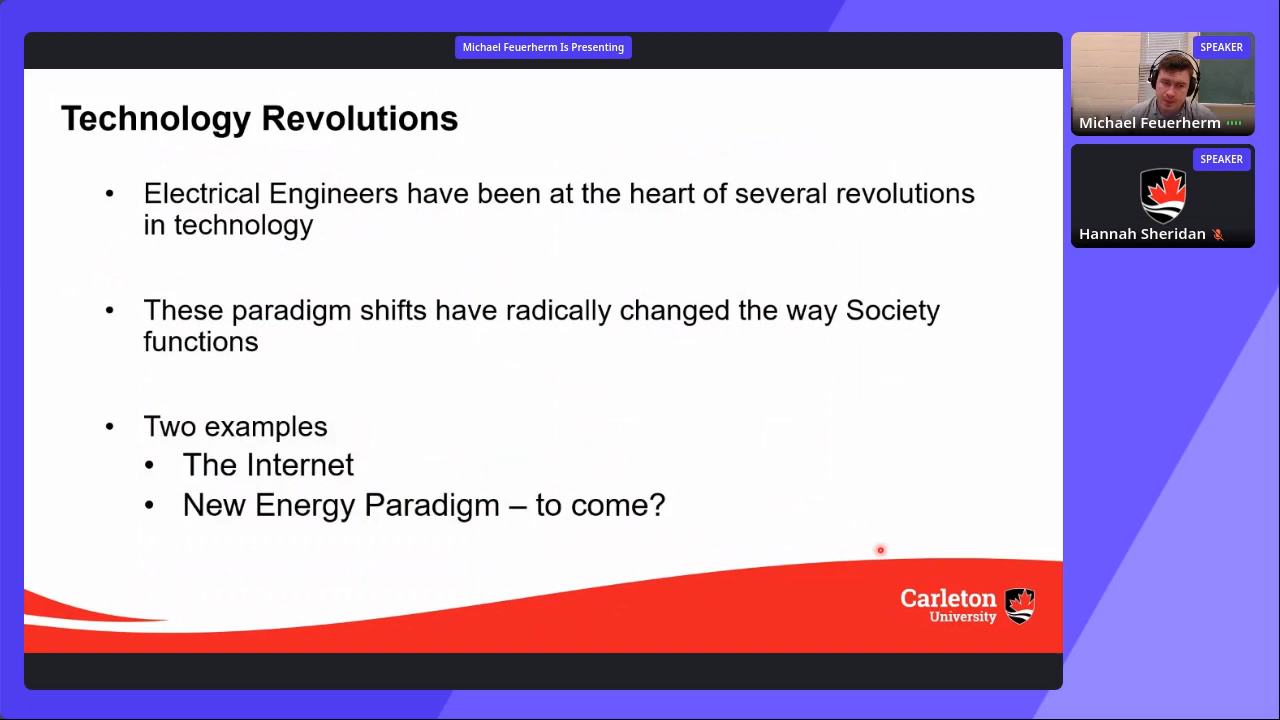 Michael Feuerherm Is Presenting
Technology Revolutions
• Electrical Engineers have been at the heart of several revolutions
in technology
• These paradigm shifts have radically changed the way Society
functions
• Two examples
• The Internet
• New Energy Paradigm – to come?
Carleton
University
SPEAKER
Michael Feuerherm
SPEAKER
Hannah Sheridan